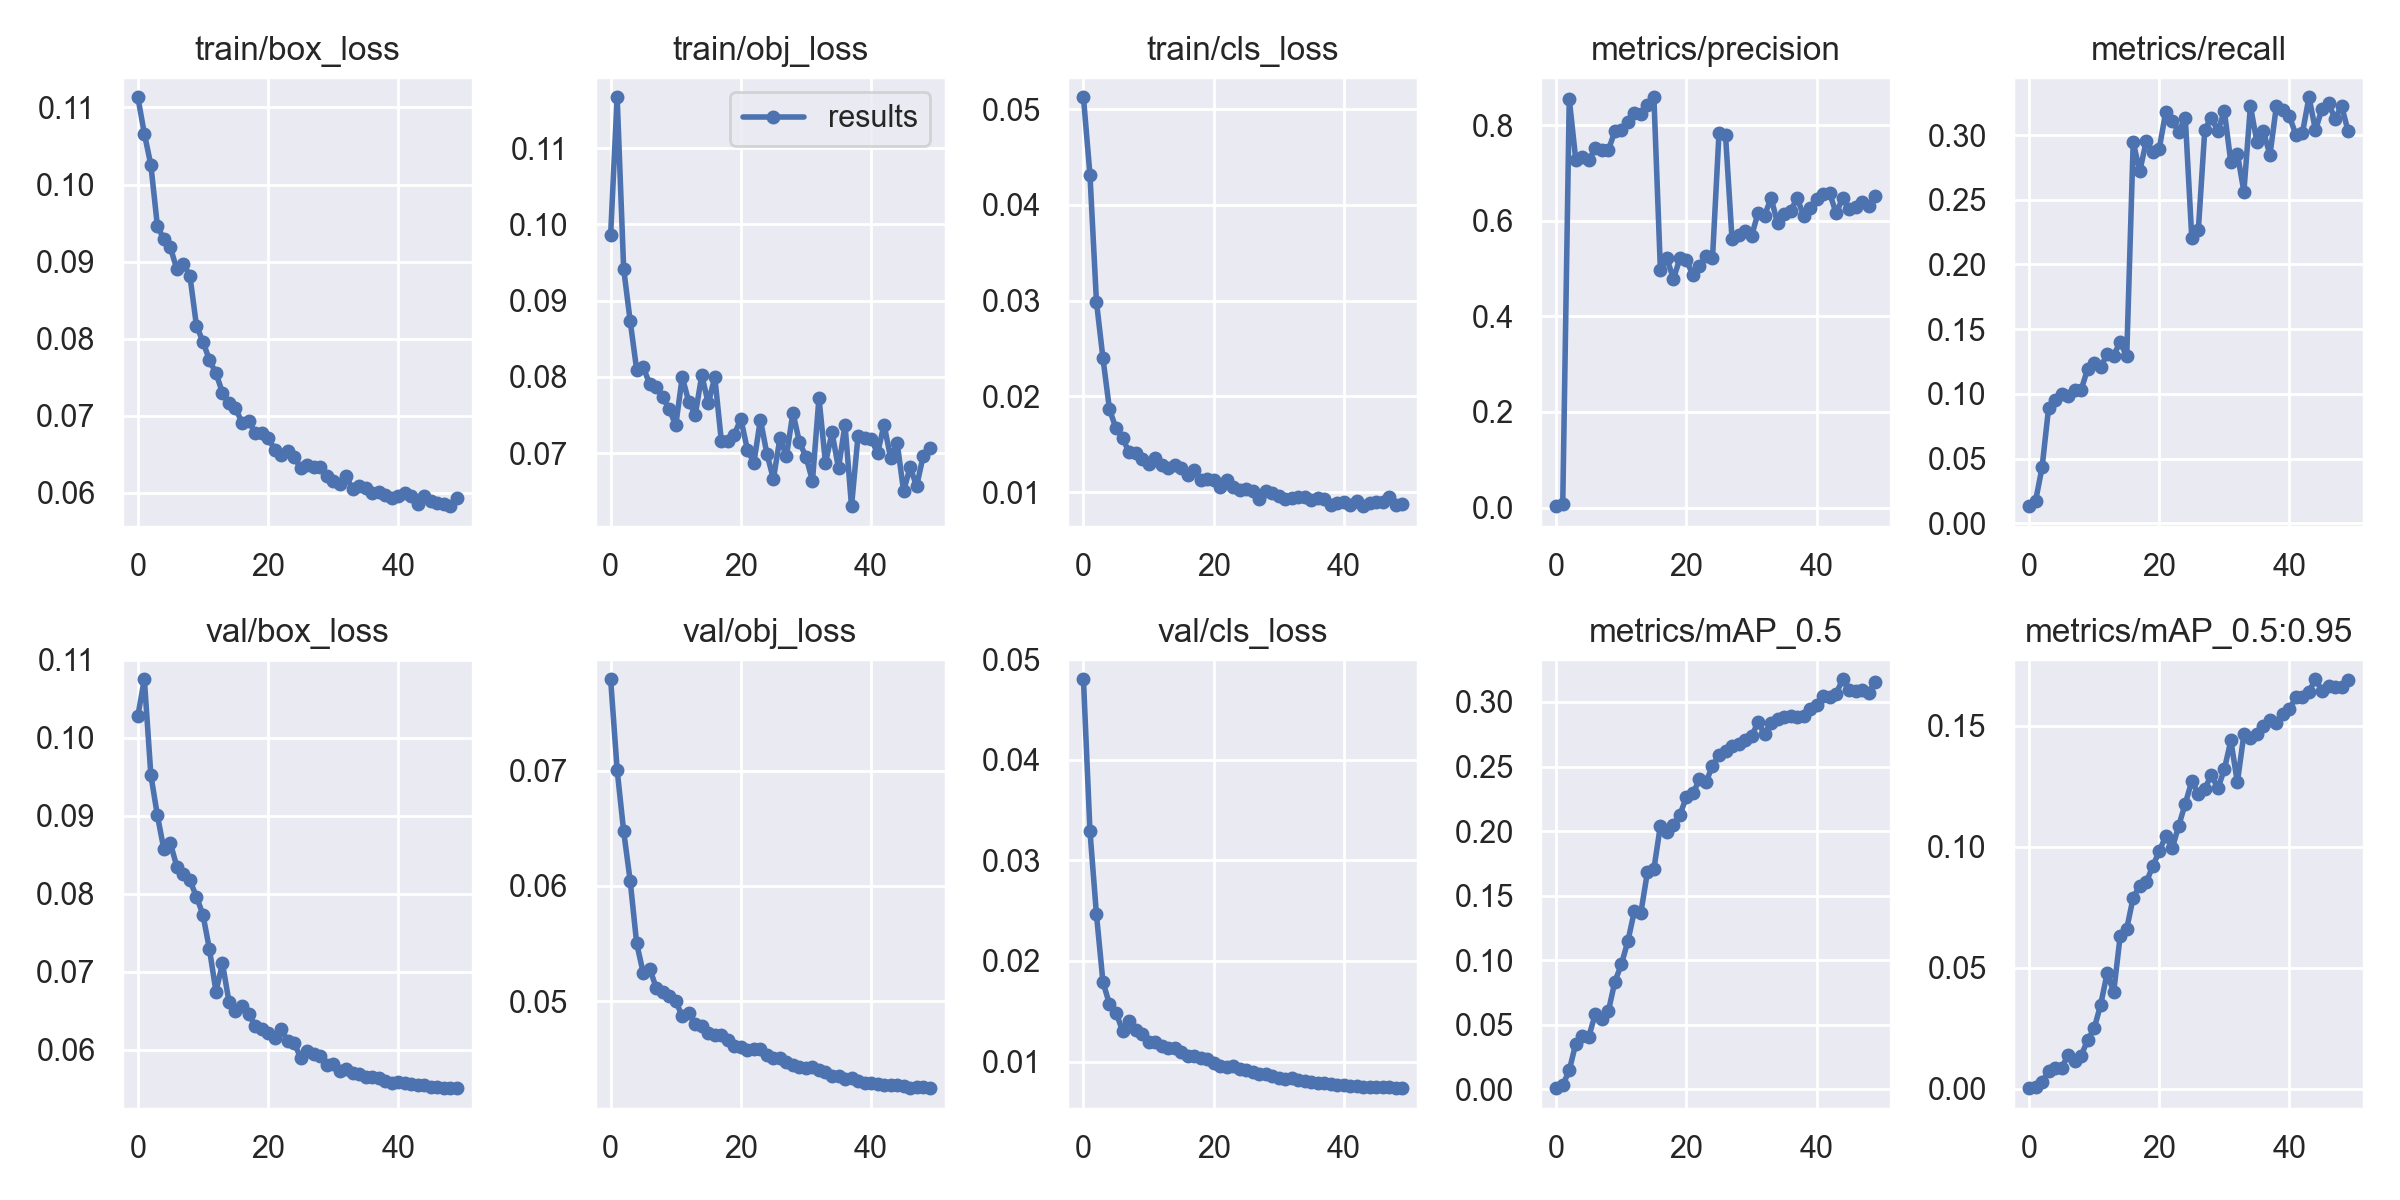 train/box_loss
0.11
0.10
0.09
0.08
0.07
0.06
0 20 40
train/obj_loss
results
0.11
0.10
0.09
0.08
0.07
0 20 40
train/cls_loss
0.05
0.04
0.03
0.02
0.01
0 20 40
metrics/precision
0.8
0.6
0.4
0.2
0.0
0 20 40
metrics/recall
0.30
0.25
0.20
0.15
0.10
0.05
0.00
0 20 40
val/box_loss
0.11
0.10
0.09
0.08
0.07
0.06
0 20 40
val/obj_loss
0.07
0.06
0.05
0 20 40
val/cls_loss
0.05
0.04
0.03
0.02
0.01
0 20 40
metrics/mAP_0.5
0.30
0.25
0.20
0.15
0.10
0.05
0.00
0 20 40
metrics/mAP_0.5:0.95
0.15
0.10
0.05
0.00
0 20 40